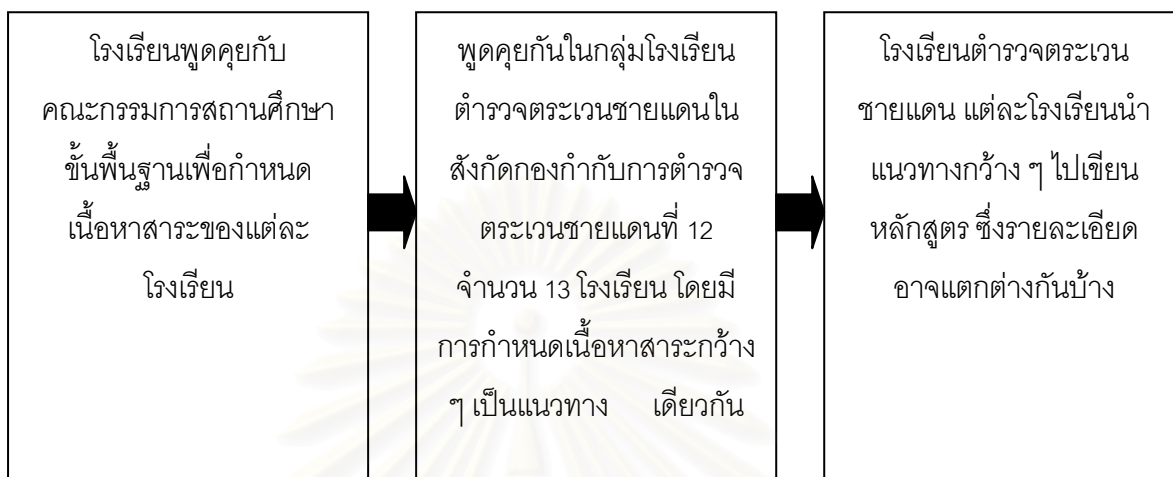 โรงเรียนพูดคุยกับ
คณะกรรมการสถานศึกษา
ขั้นพื้นฐานเพื่อกำหนด
เนื้อหาสาระของแต่ละ
โรงเรียน
พูดคุยกันในกลุ่มโรงเรียน
ตำรวจตระเวนชายแดนใน
สังกัดกองกำกับการตำรวจ
ตระเวนชายแดนที่ 12
จำนวน 13 โรงเรียน โดยมี
การกำหนดเนื้อหาสาระกว้าง
ๆ เป็นแนวทาง เดียวกัน
โรงเรียนตำรวจตระเวน
ชายแดน แต่ละโรงเรียนนำ
แนวทางกว้าง ๆ ไปเขียน
หลักสูตร ซึ่งรายละเอียด
อาจแตกต่างกันบ้าง